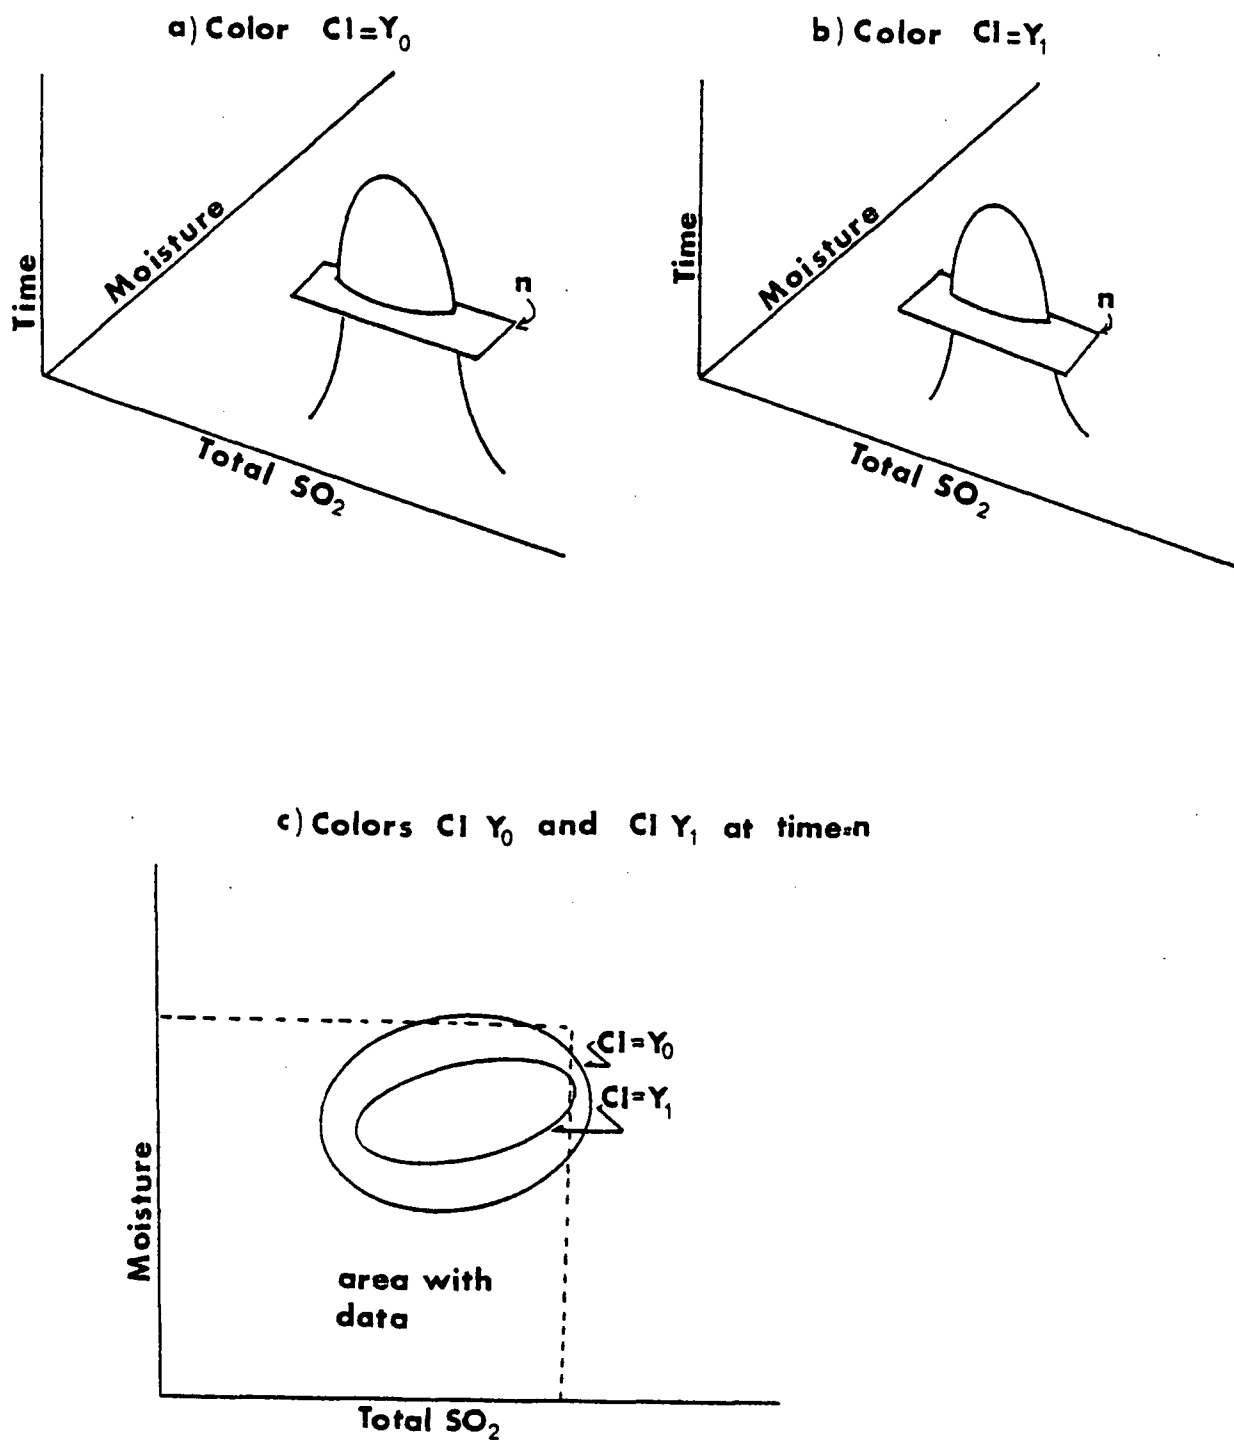 a) Color Cl=Y₀
Time
Moisture
n
Total SO₂
b) Color Cl=Y₁
Time
Moisture
n
Total SO₂
c) Colors Cl Y₀ and Cl Y₁ at time=n
Cl=Y₀
Cl=Y₁
Moisture
area with
data
Total SO₂